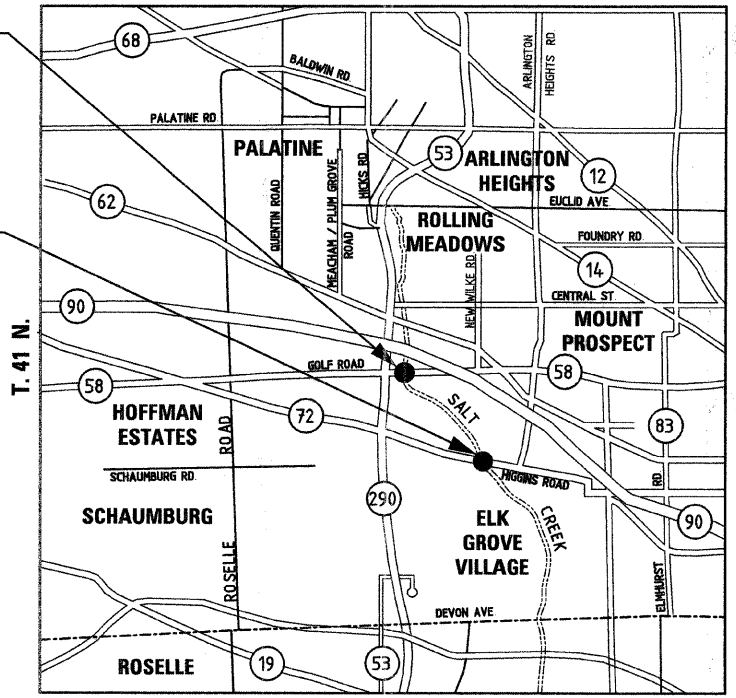 68
BALDWIN RD.
ARLINGTON
HEIGHTS RD.
PALATINE RD.
PALATINE
53
ARLINGTON
HEIGHTS
12
HICKS RD
62
QUENTIN ROAD
MEACHAM / PLUM GROVE
ROAD
EUCLID AVE
ROLLING
MEADOWS
FOUNDRY RD.
14
NEW WILKE RD.
CENTRAL ST.
90
MOUNT
PROSPECT
T. 41 N.
GOLF ROAD
58
58
HOFFMAN
ESTATES
72
SALT
83
ROAD
SCHAUMBURG RD.
HIGGINS ROAD
RD.
290
SCHAUMBURG
ELK
GROVE
VILLAGE
CREEK
90
ROSELLE
ELMHURST
DEVON AVE
ROSELLE
19
53